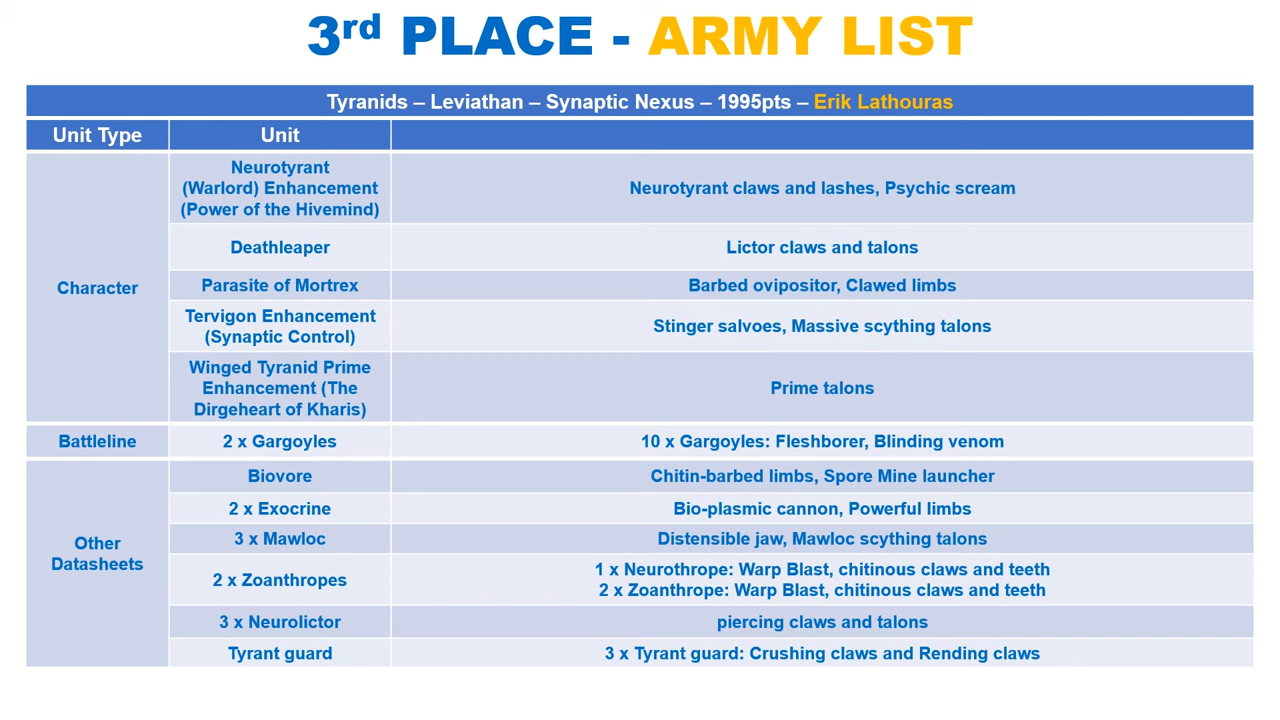 3rd PLACE - ARMY LIST
Tyranids – Leviathan – Synaptic Nexus – 1995pts – Erik Lathouras
Unit Type
Unit
Character
Neurotyrant
(Warlord) Enhancement
(Power of the Hivemind)
Neurotyrant claws and lashes, Psychic scream
Deathleaper
Lictor claws and talons
Parasite of Mortrex
Barbed ovipositor, Clawed limbs
Tervigon Enhancement
(Synaptic Control)
Stinger salvoes, Massive scything talons
Winged Tyranid Prime
Enhancement (The
Dirgeheart of Kharis)
Prime talons
Battleline
2 x Gargoyles
10 x Gargoyles: Fleshborer, Blinding venom
Other
Datasheets
Biovore
Chitin-barbed limbs, Spore Mine launcher
2 x Exocrine
Bio-plasmic cannon, Powerful limbs
3 x Mawloc
Distensible jaw, Mawloc scything talons
2 x Zoanthropes
1 x Neurothrope: Warp Blast, chitinous claws and teeth
2 x Zoanthrope: Warp Blast, chitinous claws and teeth
3 x Neurolictor
piercing claws and talons
Tyrant guard
3 x Tyrant guard: Crushing claws and Rending claws